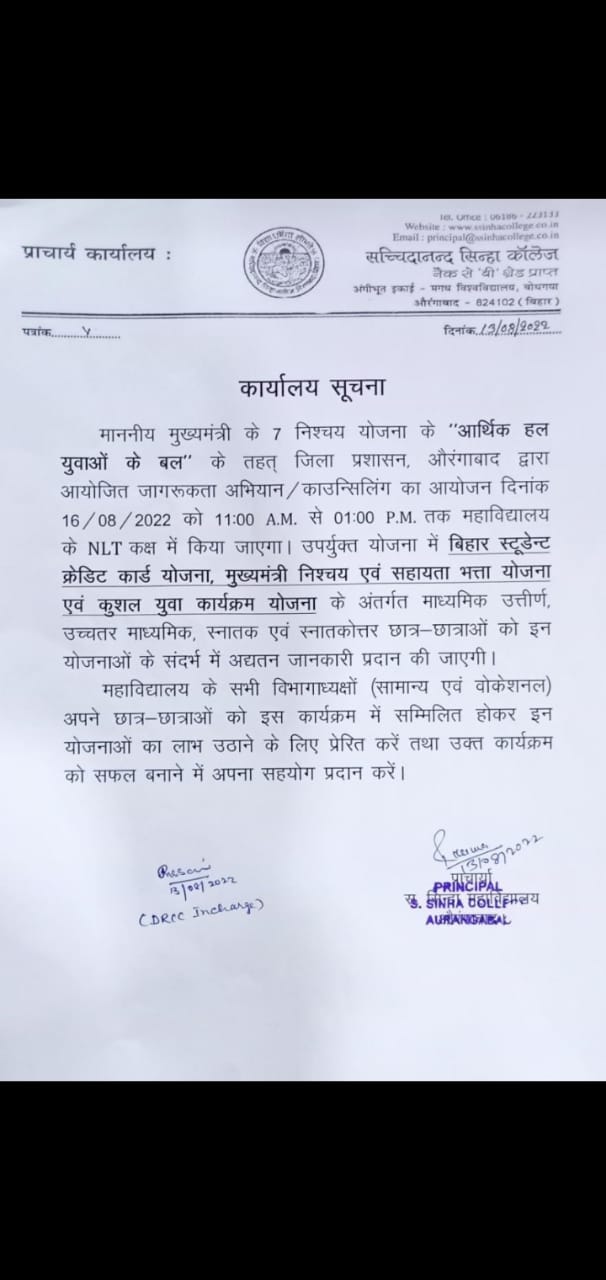 Tel. Office : 06186 - 223133
Website : www.ssinhacollege.co.in
Email : principal@ssinhacollege.co.in
प्राचार्य कार्यालय :
सच्चिदानन्द सिन्हा कॉलेज
नैक से 'बी' ग्रेड प्राप्त
अंगीभूत इकाई - मगध विश्वविद्यालय, बोधगया
औरंगाबाद - 824102 ( बिहार )
पत्रांक
दिनांक 13/08/2022
कार्यालय सूचना
माननीय मुख्यमंत्री के 7 निश्चय योजना के "आर्थिक हल
युवाओं के बल" के तहत् जिला प्रशासन, औरंगाबाद द्वारा
आयोजित जागरूकता अभियान/काउन्सिलिंग का आयोजन दिनांक
16/08/2022 को 11:00 A.M. से 01:00 P.M. तक महाविद्यालय
के NLT कक्ष में किया जाएगा। उपर्युक्त योजना में बिहार स्टूडेन्ट
क्रेडिट कार्ड योजना, मुख्यमंत्री निश्चय एवं सहायता भत्ता योजना
एवं कुशल युवा कार्यक्रम योजना के अंतर्गत माध्यमिक उत्तीर्ण,
उच्चतर माध्यमिक, स्नातक एवं स्नातकोत्तर छात्र-छात्राओं को इन
योजनाओं के संदर्भ में अद्यतन जानकारी प्रदान की जाएगी।
महाविद्यालय के सभी विभागाध्यक्षों (सामान्य एवं वोकेशनल)
अपने छात्र-छात्राओं को इस कार्यक्रम में सम्मिलित होकर इन
योजनाओं का लाभ उठाने के लिए प्रेरित करें तथा उक्त कार्यक्रम
को सफल बनाने में अपना सहयोग प्रदान करें।
13/08/2022
(DRCC Incharge)
13/08/2022
प्राचार्या
PRINCIPAL
S. SINHA COLLEGE
AURANGABAD